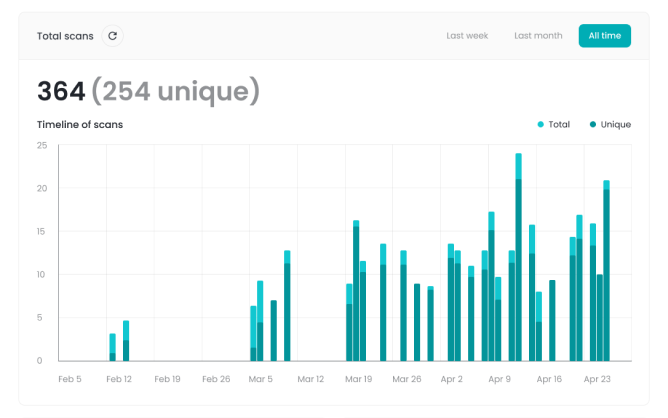 Total scans
Last week
Last month
All time
364 (254 unique)
Timeline of scans
Total
Unique
25
20
15
10
5
0
Feb 5
Feb 12
Feb 19
Feb 26
Mar 5
Mar 12
Mar 19
Mar 26
Apr 2
Apr 9
Apr 16
Apr 23